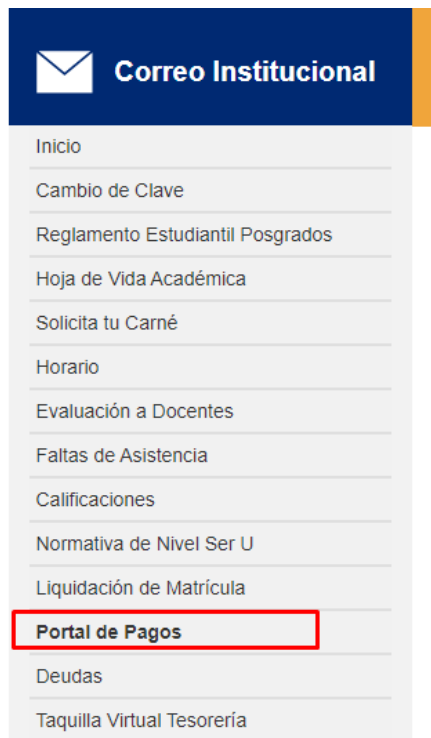 Correo Institucional
Inicio
Cambio de Clave
Reglamento Estudiantil Posgrados
Hoja de Vida Académica
Solicita tu Carné
Horario
Evaluación a Docentes
Faltas de Asistencia
Calificaciones
Normativa de Nivel Ser U
Liquidación de Matrícula
Portal de Pagos
Deudas
Taquilla Virtual Tesorería